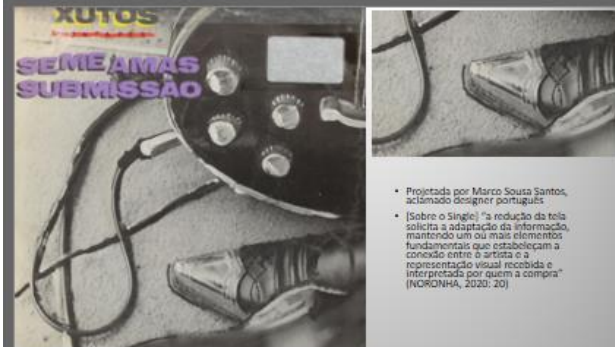 XUTOS
SE ME AMAS
SUBMISSÃO
• Projetada por Marco Sousa Santos,
aclamado designer português
• [Sobre o Single] "a redução da tela
solicita a adaptação da informação,
mantendo um ou mais elementos
fundamentais que estabeleçam a
conexão entre o artista e a
representação visual recebida e
interpretada por quem a compra"
(NORONHA, 2020: 20)